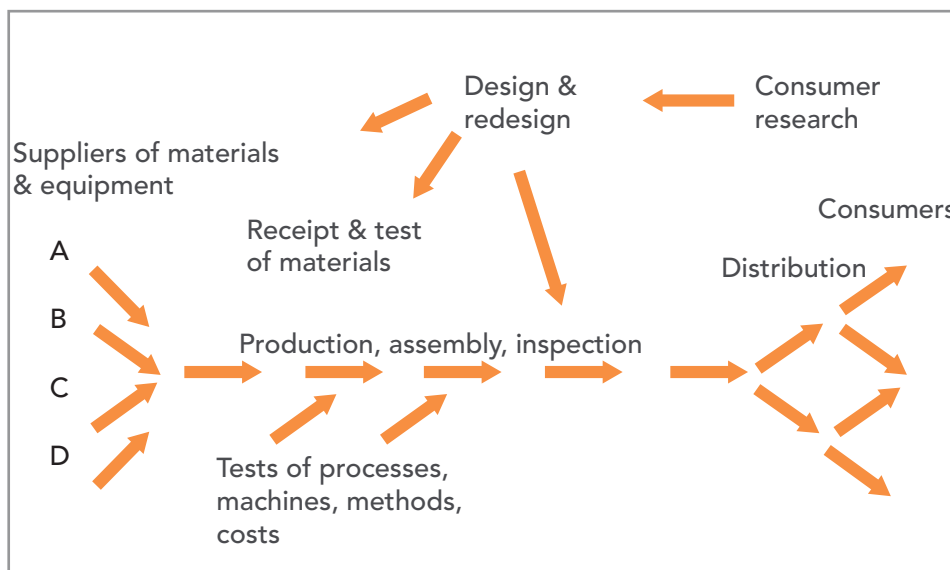 Design &
redesign
Consumer
research
Suppliers of materials
& equipment
Consumers
Receipt & test
of materials
Distribution
A
B
C
D
Production, assembly, inspection
Tests of processes,
machines, methods,
costs